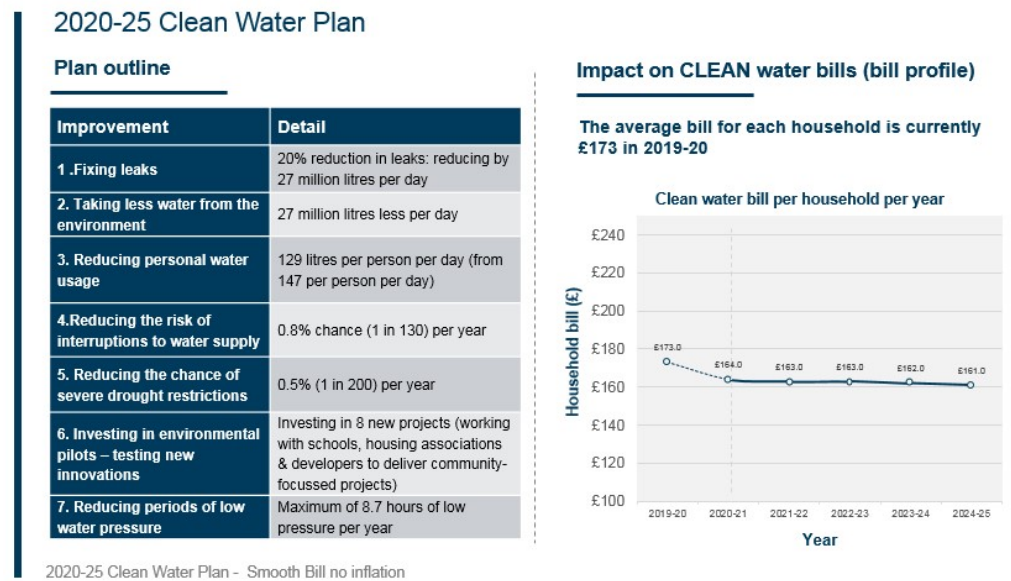 2020-25 Clean Water Plan
Plan outline
Improvement
Detail
1 .Fixing leaks
20% reduction in leaks: reducing by
27 million litres per day
2. Taking less water from the
environment
27 million litres less per day
3. Reducing personal water
usage
129 litres per person per day (from
147 per person per day)
4.Reducing the risk of
interruptions to water supply
0.8% chance (1 in 130) per year
5. Reducing the chance of
severe drought restrictions
0.5% (1 in 200) per year
6. Investing in environmental
pilots – testing new
innovations
Investing in 8 new projects (working
with schools, housing associations
& developers to deliver community-
focussed projects)
7. Reducing periods of low
water pressure
Maximum of 8.7 hours of low
pressure per year
Impact on CLEAN water bills (bill profile)
The average bill for each household is currently
£173 in 2019-20
Clean water bill per household per year
Household bill (£)
£240
£220
£200
£180
£160
£140
£120
£100
£173.0
£164.0
£163.0
£163.0
£162.0
£161.0
2019-20
2020-21
2021-22
2022-23
2023-24
2024-25
Year
2020-25 Clean Water Plan - Smooth Bill no inflation